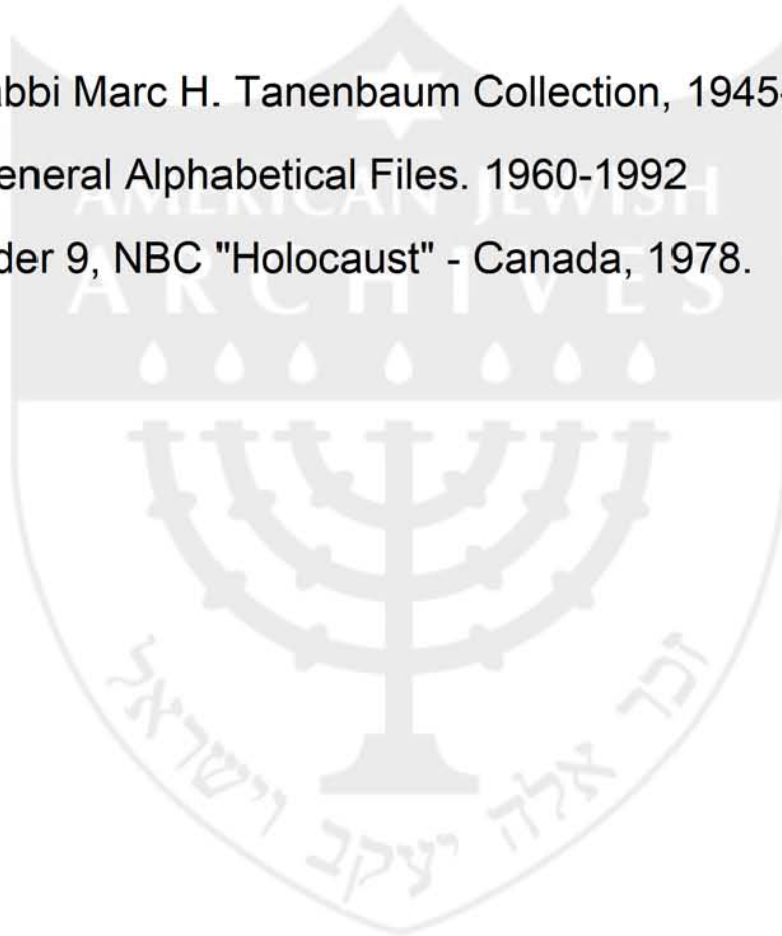 abbi Marc H. Tanenbaum Collection, 1945-
eneral Alphabetical Files. 1960-1992
AMERICAN JEWISH
der 9, NBC "Holocaust" - Canada, 1978.
ARCHIVES
זכר אלה יעקב וישראל